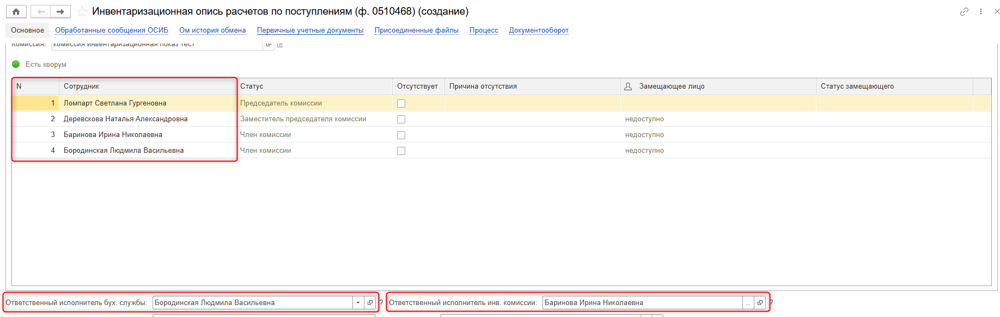 Инвентаризационная опись расчетов по поступлениям (ф. 0510468) (создание)
Основное Обработанные сообщения ОСИБ Ом история обмена Первичные учетные документы Присоединенные файлы Процесс Документооборот
Комиссия: комиссия инвентаризационная показ тест
Есть кворум
N Сотрудник Статус Отсутствует Причина отсутствия Замещающее лицо Статус замещающего
1 Ломпарт Светлана Гургеновна Председатель комиссии
2 Деревскова Наталья Александровна Заместитель председателя комиссии недоступно
3 Баринова Ирина Николаевна Член комиссии недоступно
4 Бородинская Людмила Васильевна Член комиссии недоступно
Ответственный исполнитель бух. службы: Бородинская Людмила Васильевна ? Ответственный исполнитель инв. комиссии: Баринова Ирина Николаевна ... ?